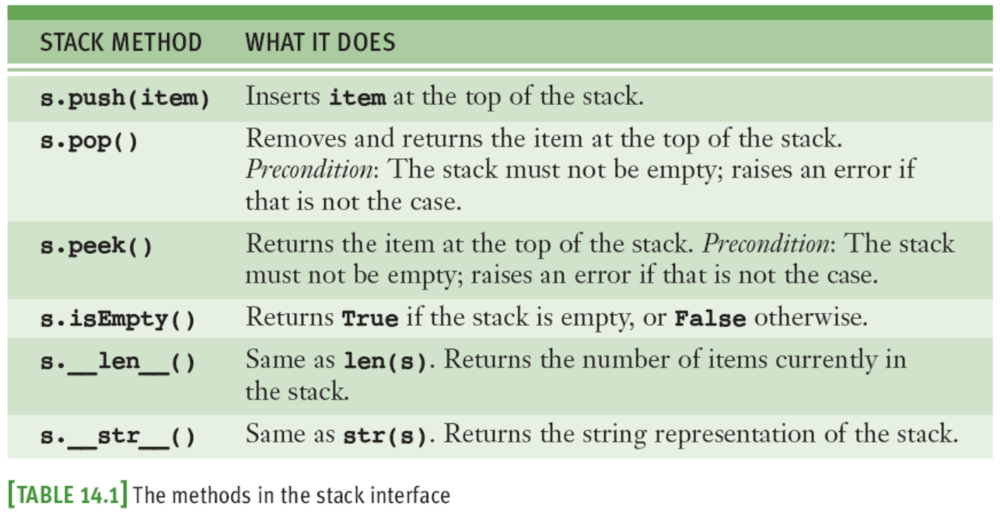 STACK METHOD WHAT IT DOES
s.push(item) Inserts item at the top of the stack.
s.pop() Removes and returns the item at the top of the stack.
Precondition: The stack must not be empty; raises an error if
that is not the case.
s.peek() Returns the item at the top of the stack. Precondition: The stack
must not be empty; raises an error if that is not the case.
s.isEmpty() Returns True if the stack is empty, or False otherwise.
s.__len__() Same as len(s). Returns the number of items currently in
the stack.
s.__str__() Same as str(s). Returns the string representation of the stack.
[TABLE 14.1] The methods in the stack interface